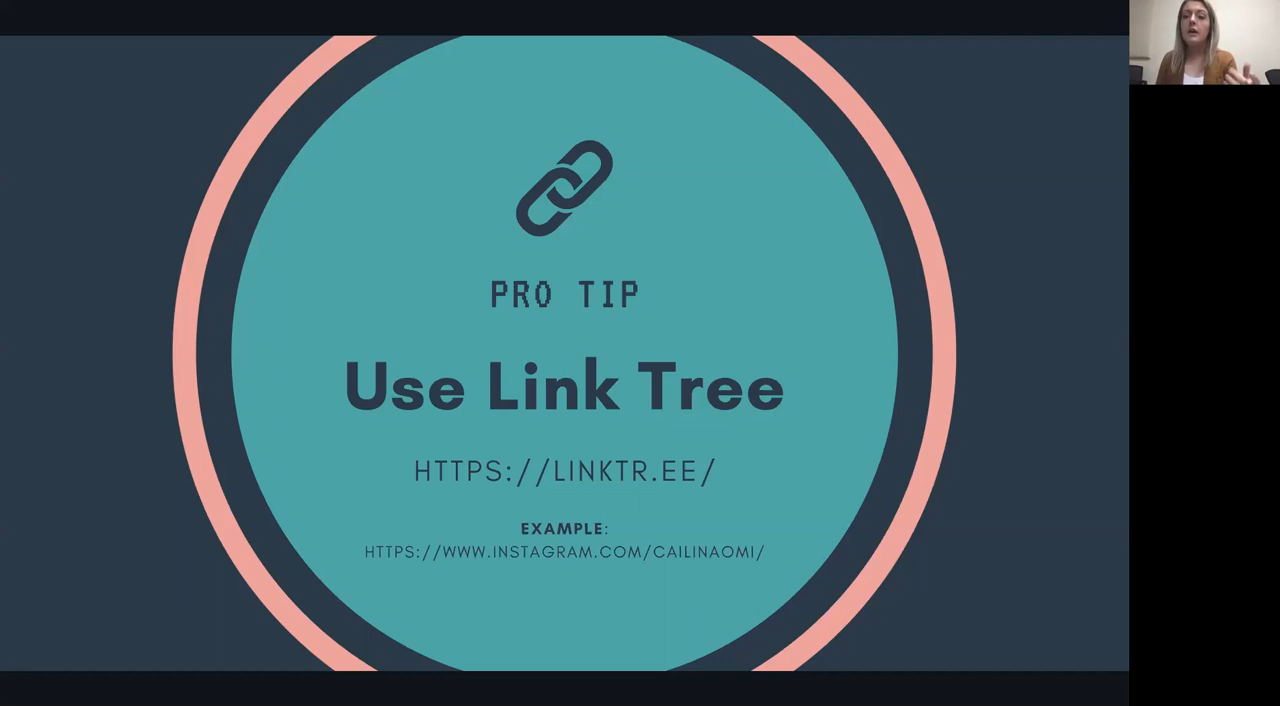 PRO TIP
Use Link Tree
HTTPS://LINKTR.EE/
EXAMPLE:
HTTPS://WWW.INSTAGRAM.COM/CAILINAOMI/